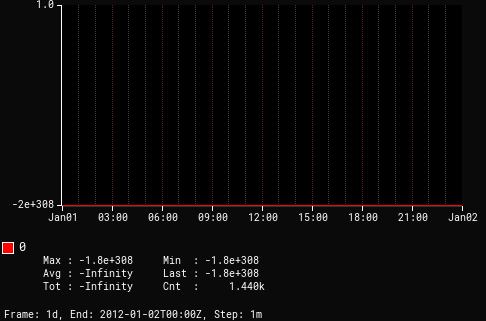 1.0
-2e+308
Jan01 03:00 06:00 09:00 12:00 15:00 18:00 21:00 Jan02
0
Max : -1.8e+308 Min : -1.8e+308
Avg : -Infinity Last : -1.8e+308
Tot : -Infinity Cnt : 1.440k
Frame: 1d, End: 2012-01-02T00:00Z, Step: 1m